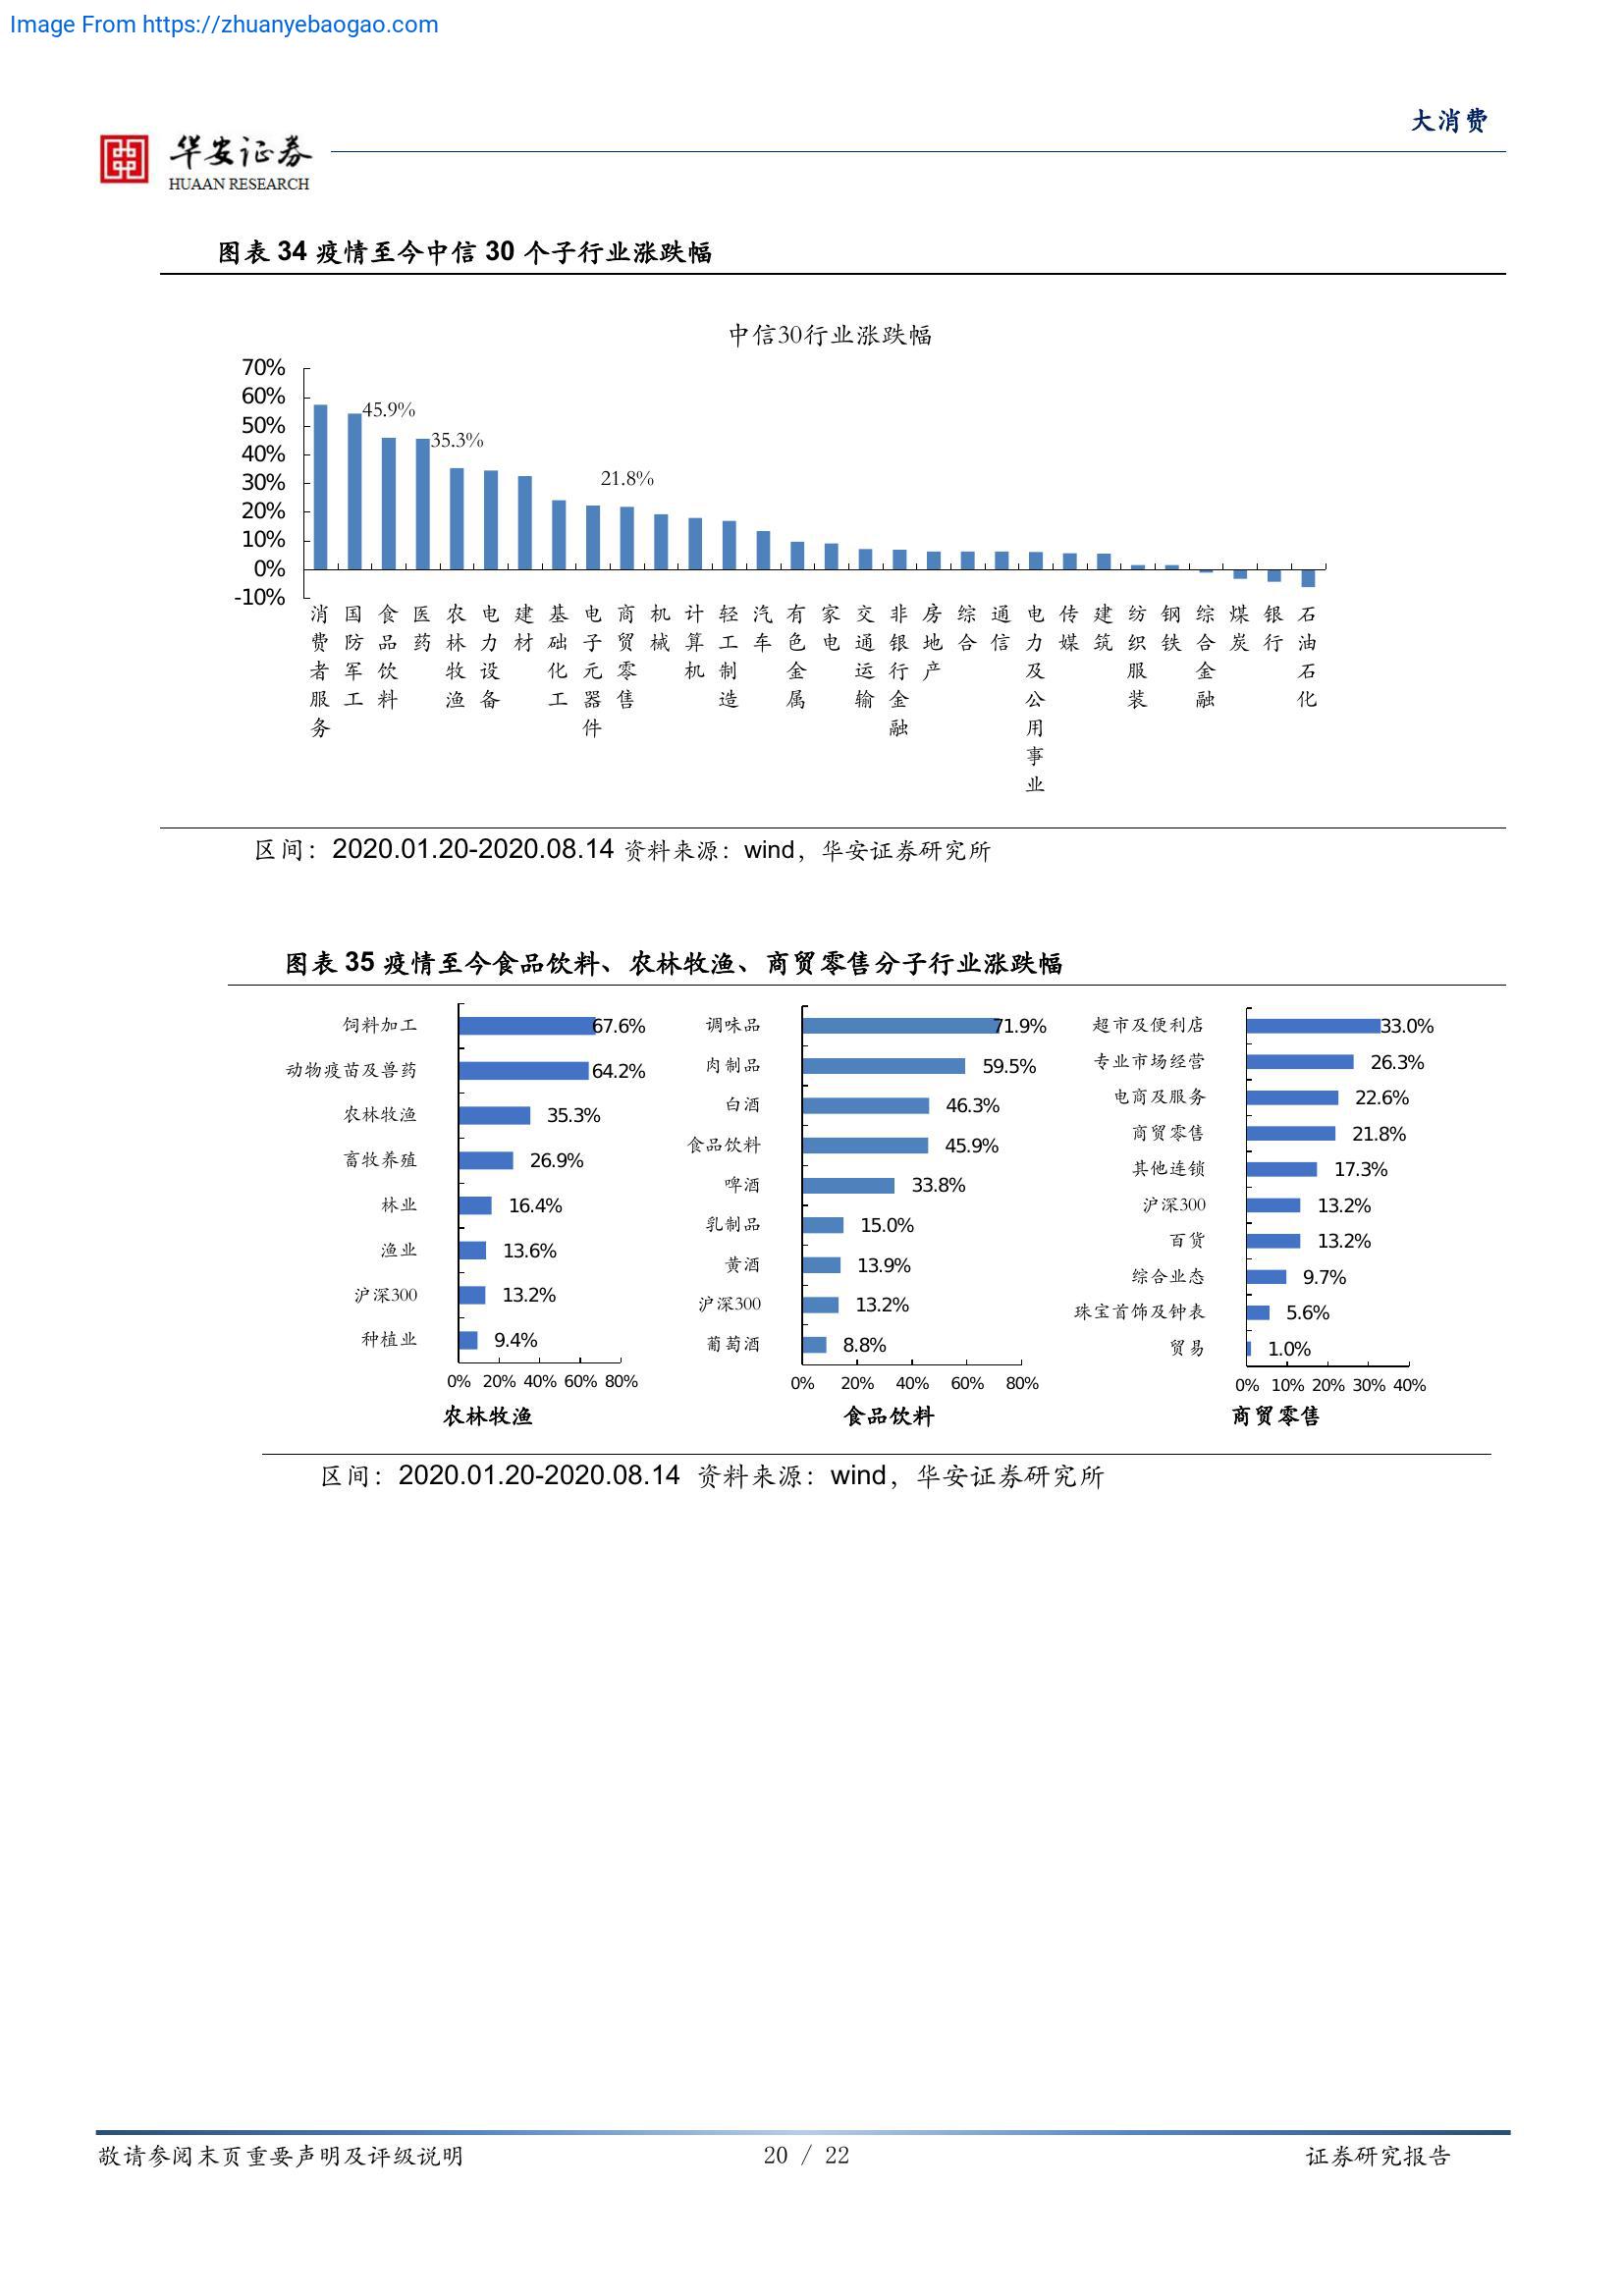 Image From https://zhuanyebaogao.com
大消费
华安证券
HUAAN RESEARCH
图表 34 疫情至今中信 30 个子行业涨跌幅
中信30行业涨跌幅
70%
60%
50%
40%
30%
20%
10%
0%
-10%
45.9%
35.3%
21.8%
消费者服务
国防军工
食品饮料
医药
农林牧渔
电力设备
建材
基础化工
电子元器件
商贸零售
机械
计算机
轻工制造
汽车
有色金属
家电
交通运输
非银行金融
房地产
综合
通信
电力及公用事业
传媒
建筑
纺织服装
钢铁
综合金融
煤炭
银行
石油石化
区间：2020.01.20-2020.08.14 资料来源：wind，华安证券研究所
图表 35 疫情至今食品饮料、农林牧渔、商贸零售分子行业涨跌幅
饲料加工 67.6%
动物疫苗及兽药 64.2%
农林牧渔 35.3%
畜牧养殖 26.9%
林业 16.4%
渔业 13.6%
沪深300 13.2%
种植业 9.4%
0% 20% 40% 60% 80%
农林牧渔
调味品 71.9%
肉制品 59.5%
白酒 46.3%
食品饮料 45.9%
啤酒 33.8%
乳制品 15.0%
黄酒 13.9%
沪深300 13.2%
葡萄酒 8.8%
0% 20% 40% 60% 80%
食品饮料
超市及便利店 33.0%
专业市场经营 26.3%
电商及服务 22.6%
商贸零售 21.8%
其他连锁 17.3%
沪深300 13.2%
百货 13.2%
综合业态 9.7%
珠宝首饰及钟表 5.6%
贸易 1.0%
0% 10% 20% 30% 40%
商贸零售
区间：2020.01.20-2020.08.14 资料来源：wind，华安证券研究所
敬请参阅末页重要声明及评级说明
20 / 22
证券研究报告